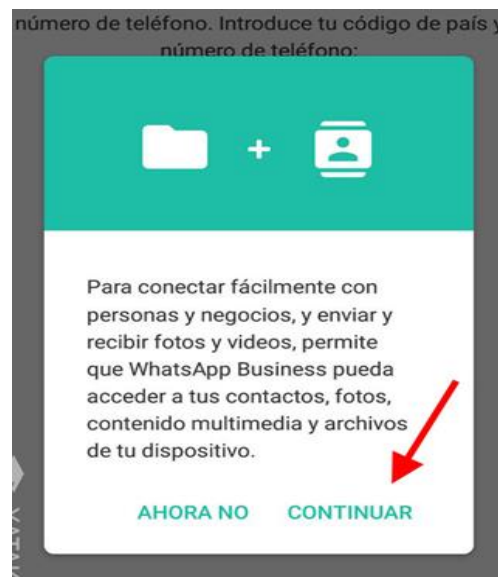 número de teléfono. Introduce tu código de país y
número de teléfono:
+
Para conectar fácilmente con
personas y negocios, y enviar y
recibir fotos y videos, permite
que WhatsApp Business pueda
acceder a tus contactos, fotos,
contenido multimedia y archivos
de tu dispositivo.
AHORA NO CONTINUAR